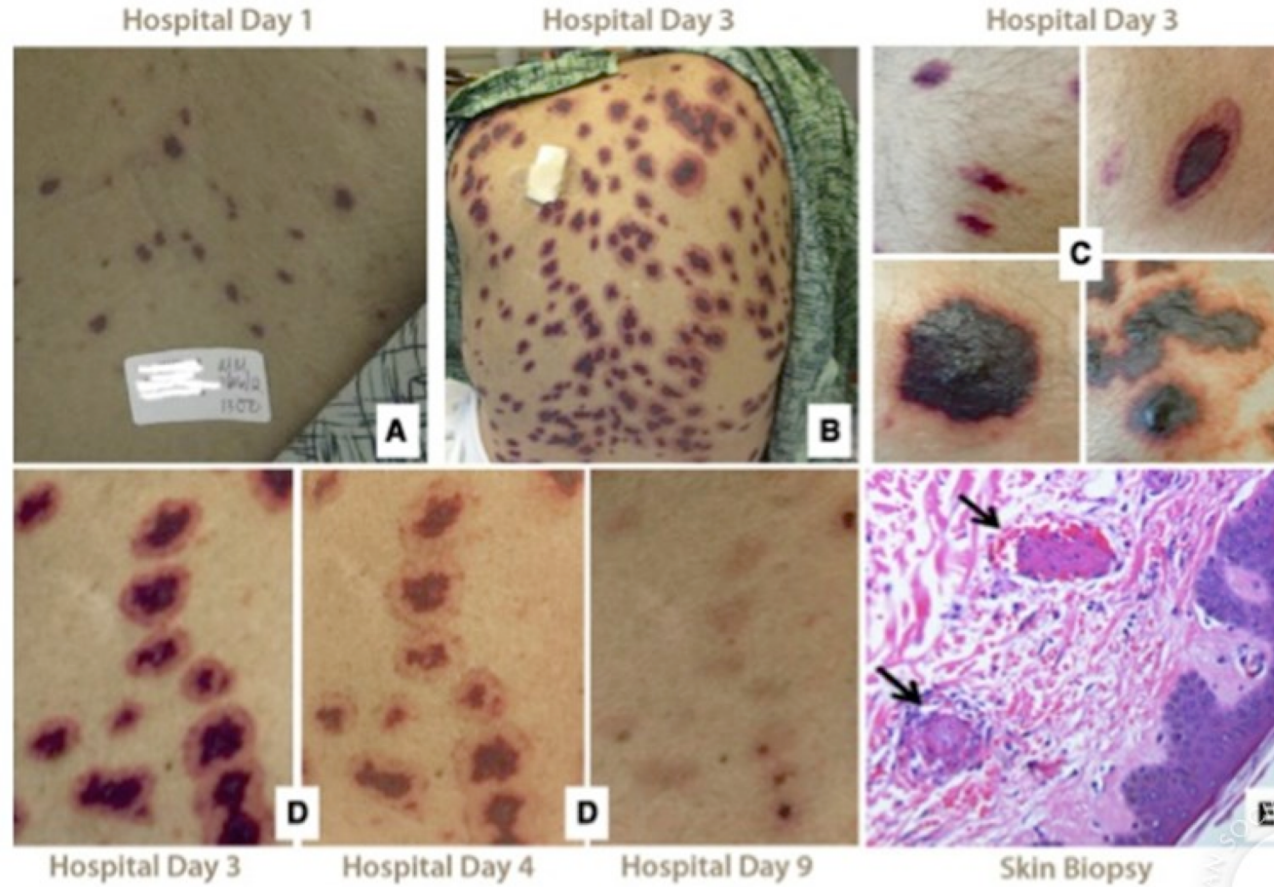 Hospital Day 1
Hospital Day 3
Hospital Day 3
1300
A
B
C
D
D
E
Hospital Day 3
Hospital Day 4
Hospital Day 9
Skin Biopsy